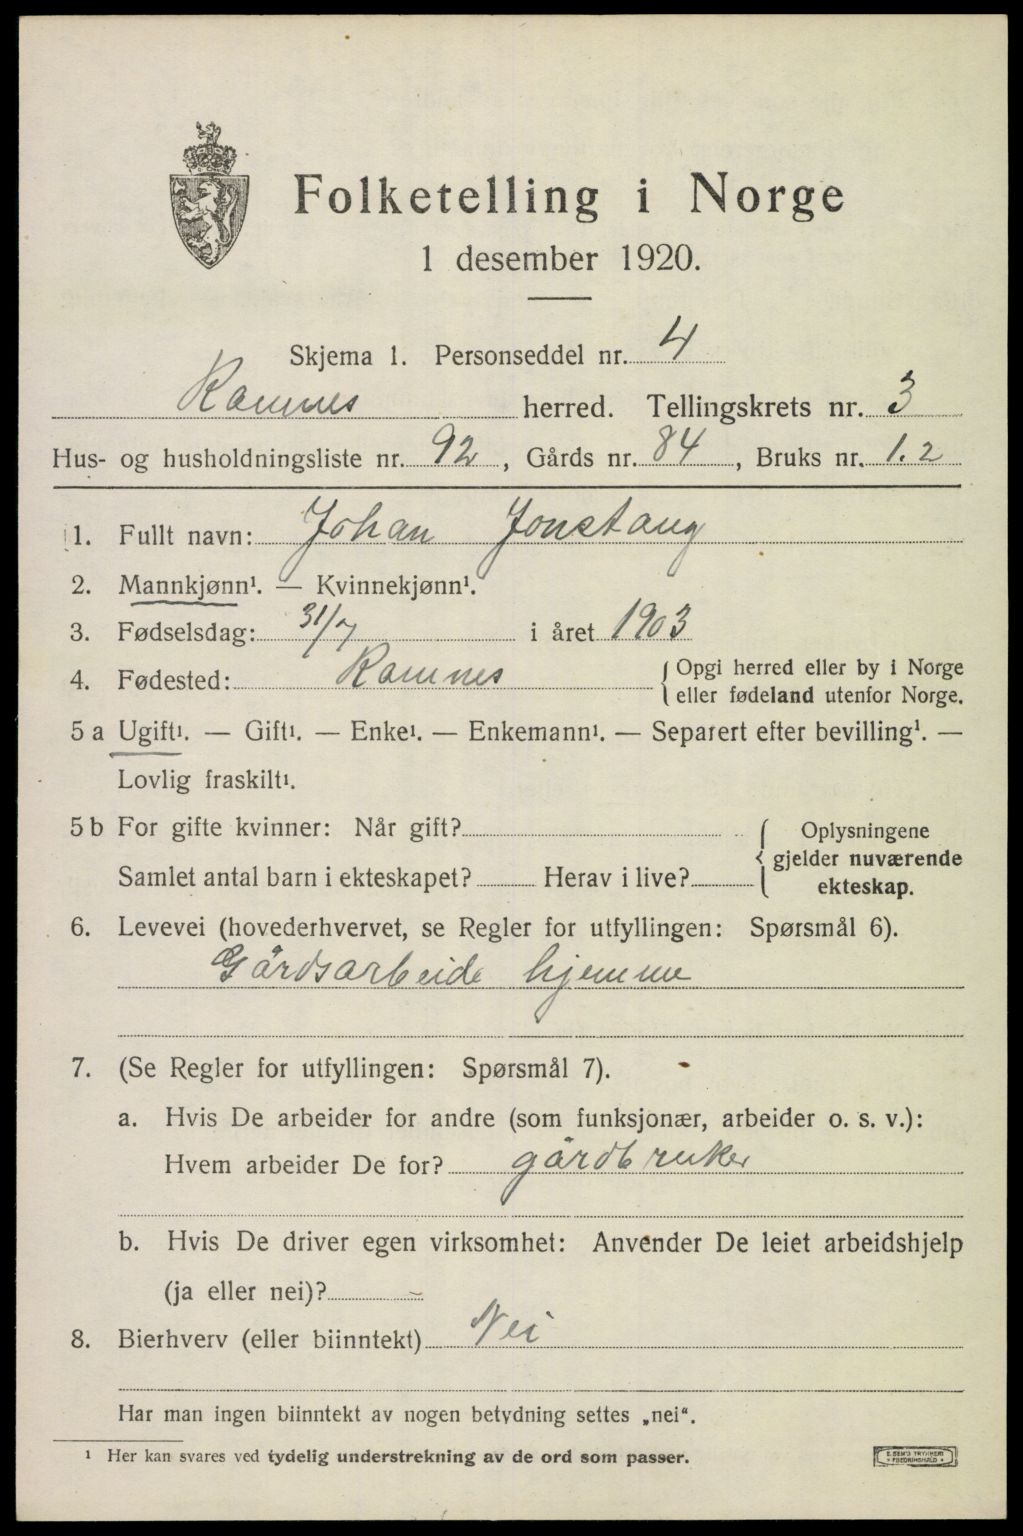 Folketelling i Norge
1 desember 1920.
Skjema 1. Personseddel nr. 4
Ramnes herred. Tellingskrets nr. 3
Hus- og husholdningsliste nr. 92, Gårds nr. 84, Bruks nr. 1.2
1. Fullt navn: Johan Jonstang
2. Mannkjønn¹. — Kvinnekjønn¹.
3. Fødselsdag: 31/7 i året 1903
4. Fødested: Ramnes { Opgi herred eller by i Norge
eller fødeland utenfor Norge.
5 a Ugift¹. — Gift¹. — Enke¹. — Enkemann¹. — Separert efter bevilling¹. —
Lovlig fraskilt¹.
5 b For gifte kvinner: Når gift? { Oplysningene
gjelder nuværende
Samlet antal barn i ekteskapet? Herav i live? ekteskap.
6. Levevei (hovederhvervet, se Regler for utfyllingen: Spørsmål 6).
Gårdsarbeide hjemme
7. (Se Regler for utfyllingen: Spørsmål 7).
a. Hvis De arbeider for andre (som funksjonær, arbeider o. s. v.):
Hvem arbeider De for? gårdbruker
b. Hvis De driver egen virksomhet: Anvender De leiet arbeidshjelp
(ja eller nei)? -
8. Bierhverv (eller biinntekt) Nei
Har man ingen biinntekt av nogen betydning settes „nei“.
¹ Her kan svares ved tydelig understrekning av de ord som passer.